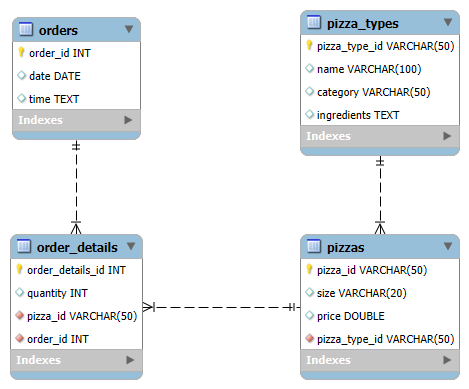 orders
order_id INT
date DATE
time TEXT
Indexes
pizza_types
pizza_type_id VARCHAR(50)
name VARCHAR(100)
category VARCHAR(50)
ingredients TEXT
Indexes
order_details
order_details_id INT
quantity INT
pizza_id VARCHAR(50)
order_id INT
Indexes
pizzas
pizza_id VARCHAR(50)
size VARCHAR(20)
price DOUBLE
pizza_type_id VARCHAR(50)
Indexes